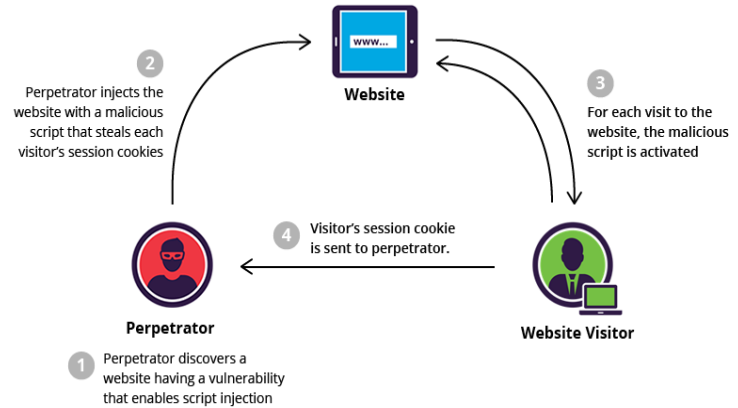 www...
Website
2
Perpetrator injects the
website with a malicious
script that steals each
visitor's session cookies
3
For each visit to the
website, the malicious
script is activated
4
Visitor's session cookie
is sent to perpetrator.
Perpetrator
Website Visitor
1
Perpetrator discovers a
website having a vulnerability
that enables script injection